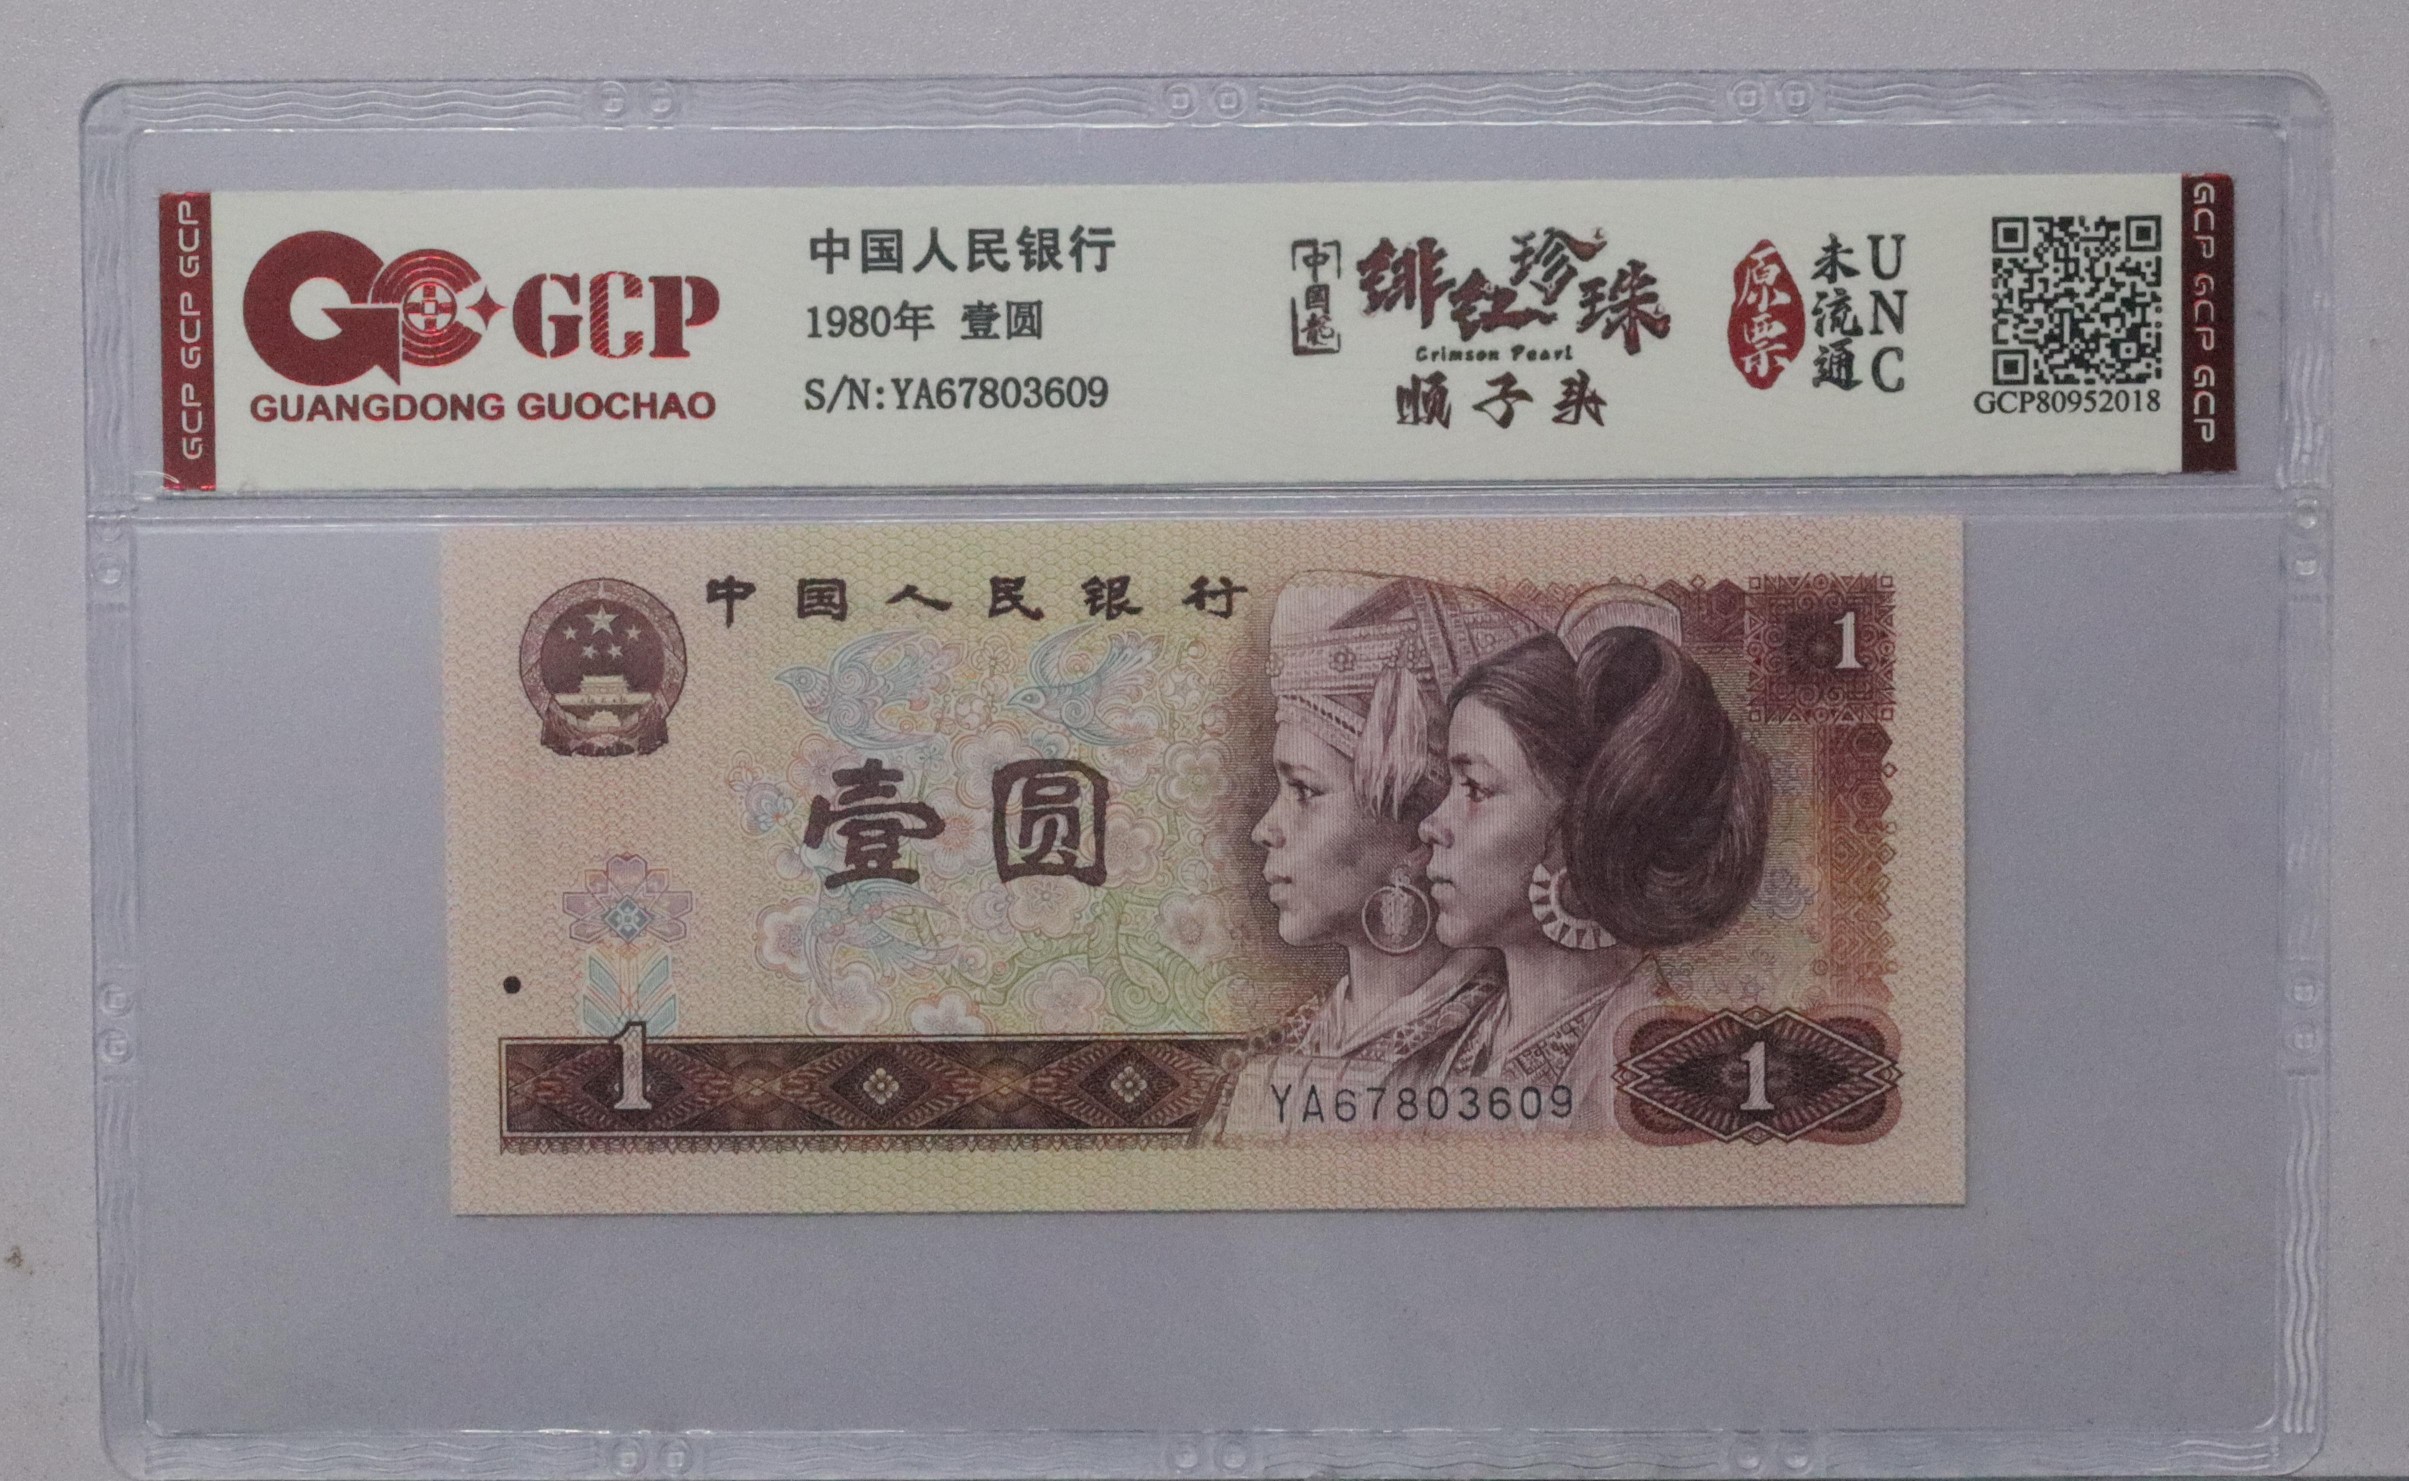 GCP GCP GCP
GCP
GUANGDONG GUOCHAO
中国人民银行
1980年 壹圆
S/N:YA67803609
中国龍
绯红珍珠
Crimson Pearl
顺子头
原票
未流通
UNC
GCP80952018
GCP GCP GCP
中国人民银行
1
壹圆
1
YA67803609
1